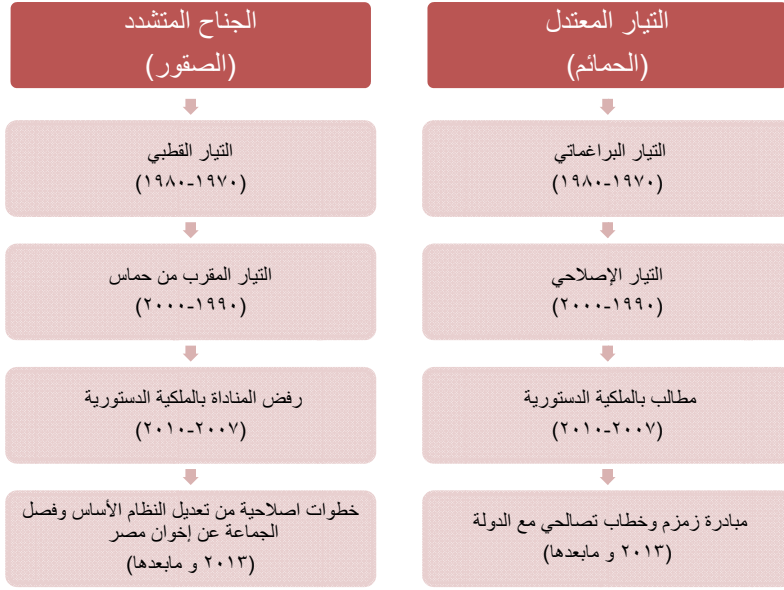 التيار المعتدل
(الحمائم)
التيار البراغماتي
(١٩٧٠-١٩٨٠)
التيار الإصلاحي
(١٩٩٠-٢٠٠٠)
مطالب بالملكية الدستورية
(٢٠٠٧-٢٠١٠)
مبادرة زمزم وخطاب تصالحي مع الدولة
(٢٠١٣ و مابعدها)
الجناح المتشدد
(الصقور)
التيار القطبي
(١٩٧٠-١٩٨٠)
التيار المقرب من حماس
(١٩٩٠-٢٠٠٠)
رفض المناداة بالملكية الدستورية
(٢٠٠٧-٢٠١٠)
خطوات اصلاحية من تعديل النظام الأساس وفصل
الجماعة عن إخوان مصر
(٢٠١٣ و مابعدها)